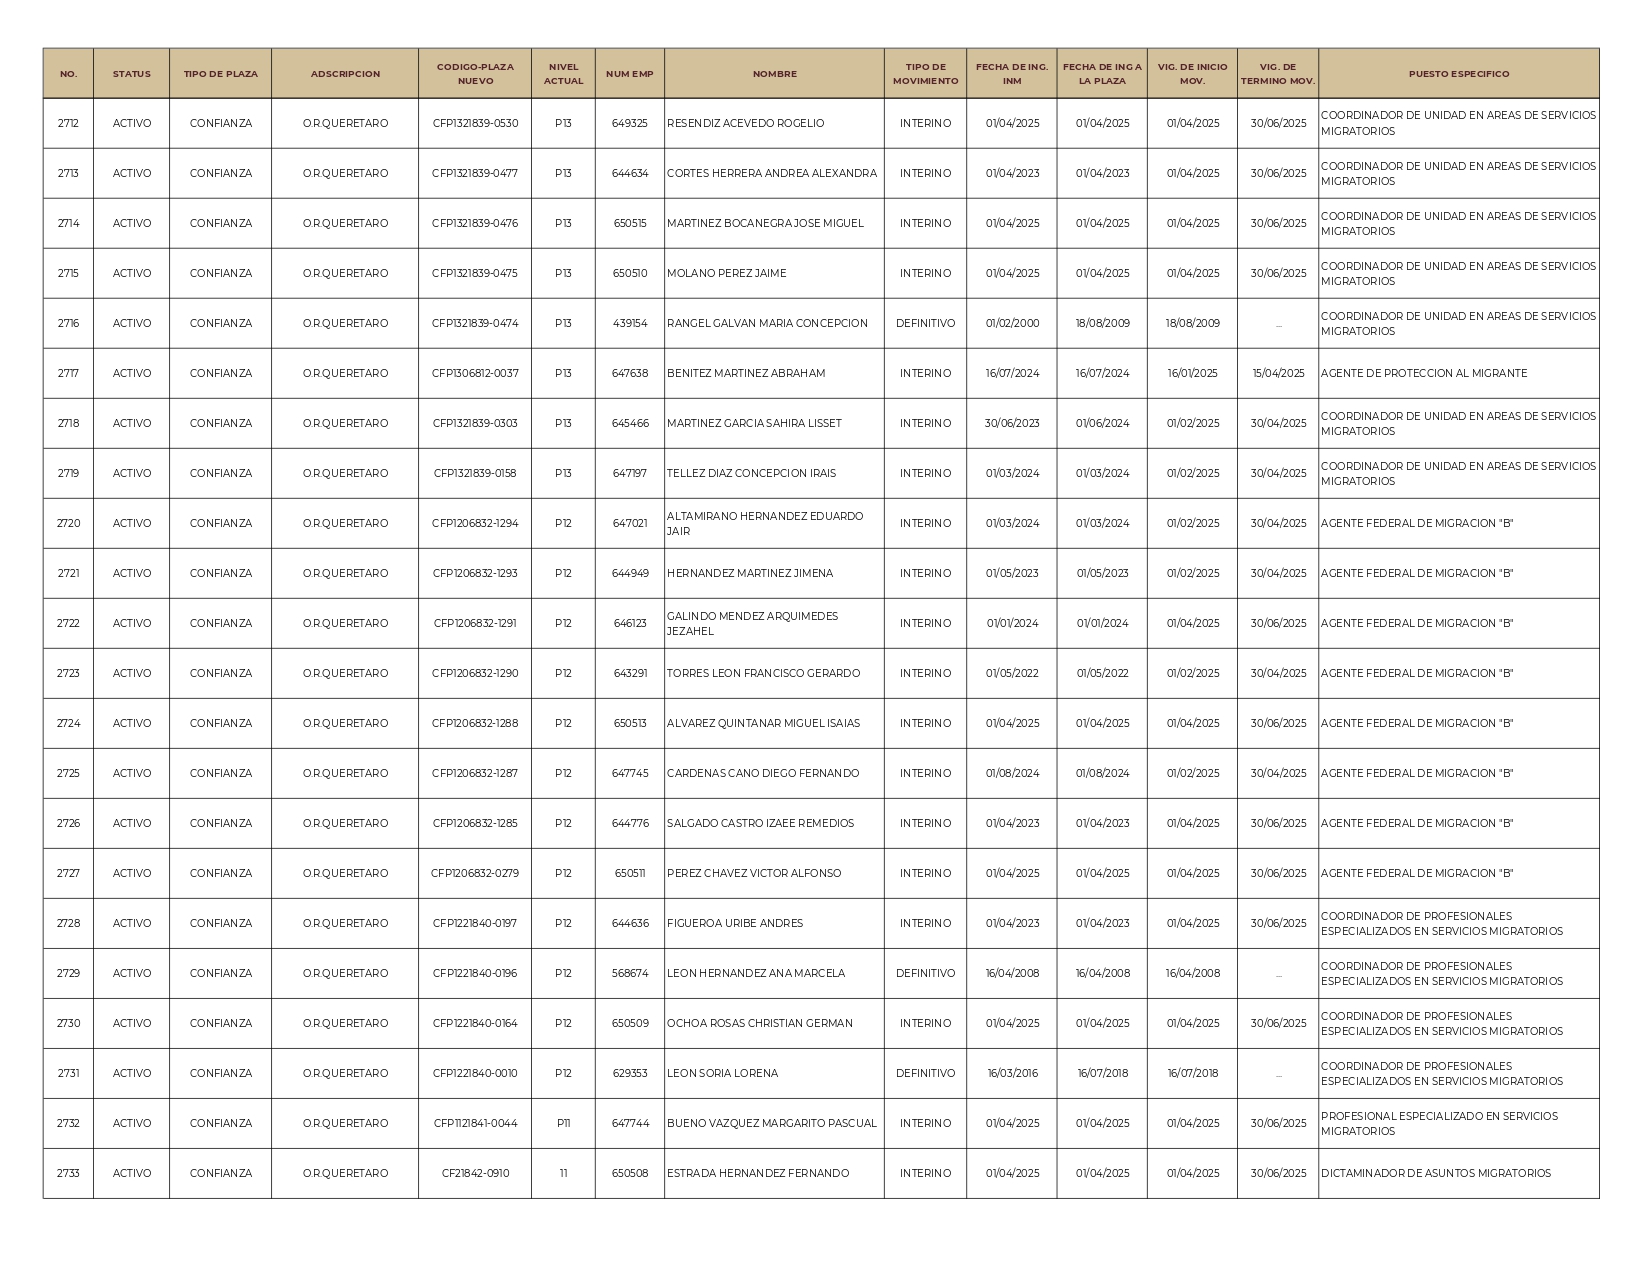 NO. STATUS TIPO DE PLAZA ADSCRIPCION CODIGO-PLAZA NUEVO NIVEL ACTUAL NUM EMP NOMBRE TIPO DE MOVIMIENTO FECHA DE ING. INM FECHA DE ING A LA PLAZA VIG. DE INICIO MOV. VIG. DE TERMINO MOV. PUESTO ESPECIFICO
2712 ACTIVO CONFIANZA O.R.QUERETARO CFP1321839-0530 P13 649325 RESENDIZ ACEVEDO ROGELIO INTERINO 01/04/2025 01/04/2025 01/04/2025 30/06/2025 COORDINADOR DE UNIDAD EN AREAS DE SERVICIOS MIGRATORIOS
2713 ACTIVO CONFIANZA O.R.QUERETARO CFP1321839-0477 P13 644634 CORTES HERRERA ANDREA ALEXANDRA INTERINO 01/04/2023 01/04/2023 01/04/2025 30/06/2025 COORDINADOR DE UNIDAD EN AREAS DE SERVICIOS MIGRATORIOS
2714 ACTIVO CONFIANZA O.R.QUERETARO CFP1321839-0476 P13 650515 MARTINEZ BOCANEGRA JOSE MIGUEL INTERINO 01/04/2025 01/04/2025 01/04/2025 30/06/2025 COORDINADOR DE UNIDAD EN AREAS DE SERVICIOS MIGRATORIOS
2715 ACTIVO CONFIANZA O.R.QUERETARO CFP1321839-0475 P13 650510 MOLANO PEREZ JAIME INTERINO 01/04/2025 01/04/2025 01/04/2025 30/06/2025 COORDINADOR DE UNIDAD EN AREAS DE SERVICIOS MIGRATORIOS
2716 ACTIVO CONFIANZA O.R.QUERETARO CFP1321839-0474 P13 439154 RANGEL GALVAN MARIA CONCEPCION DEFINITIVO 01/02/2000 18/08/2009 18/08/2009 ... COORDINADOR DE UNIDAD EN AREAS DE SERVICIOS MIGRATORIOS
2717 ACTIVO CONFIANZA O.R.QUERETARO CFP1306812-0037 P13 647638 BENITEZ MARTINEZ ABRAHAM INTERINO 16/07/2024 16/07/2024 16/01/2025 15/04/2025 AGENTE DE PROTECCION AL MIGRANTE
2718 ACTIVO CONFIANZA O.R.QUERETARO CFP1321839-0303 P13 645466 MARTINEZ GARCIA SAHIRA LISSET INTERINO 30/06/2023 01/06/2024 01/02/2025 30/04/2025 COORDINADOR DE UNIDAD EN AREAS DE SERVICIOS MIGRATORIOS
2719 ACTIVO CONFIANZA O.R.QUERETARO CFP1321839-0158 P13 647197 TELLEZ DIAZ CONCEPCION IRAIS INTERINO 01/03/2024 01/03/2024 01/02/2025 30/04/2025 COORDINADOR DE UNIDAD EN AREAS DE SERVICIOS MIGRATORIOS
2720 ACTIVO CONFIANZA O.R.QUERETARO CFP1206832-1294 P12 647021 ALTAMIRANO HERNANDEZ EDUARDO JAIR INTERINO 01/03/2024 01/03/2024 01/02/2025 30/04/2025 AGENTE FEDERAL DE MIGRACION "B"
2721 ACTIVO CONFIANZA O.R.QUERETARO CFP1206832-1293 P12 644949 HERNANDEZ MARTINEZ JIMENA INTERINO 01/05/2023 01/05/2023 01/02/2025 30/04/2025 AGENTE FEDERAL DE MIGRACION "B"
2722 ACTIVO CONFIANZA O.R.QUERETARO CFP1206832-1291 P12 646123 GALINDO MENDEZ ARQUIMEDES JEZAHEL INTERINO 01/01/2024 01/01/2024 01/04/2025 30/06/2025 AGENTE FEDERAL DE MIGRACION "B"
2723 ACTIVO CONFIANZA O.R.QUERETARO CFP1206832-1290 P12 643291 TORRES LEON FRANCISCO GERARDO INTERINO 01/05/2022 01/05/2022 01/02/2025 30/04/2025 AGENTE FEDERAL DE MIGRACION "B"
2724 ACTIVO CONFIANZA O.R.QUERETARO CFP1206832-1288 P12 650513 ALVAREZ QUINTANAR MIGUEL ISAIAS INTERINO 01/04/2025 01/04/2025 01/04/2025 30/06/2025 AGENTE FEDERAL DE MIGRACION "B"
2725 ACTIVO CONFIANZA O.R.QUERETARO CFP1206832-1287 P12 647745 CARDENAS CANO DIEGO FERNANDO INTERINO 01/08/2024 01/08/2024 01/02/2025 30/04/2025 AGENTE FEDERAL DE MIGRACION "B"
2726 ACTIVO CONFIANZA O.R.QUERETARO CFP1206832-1285 P12 644776 SALGADO CASTRO IZAEE REMEDIOS INTERINO 01/04/2023 01/04/2023 01/04/2025 30/06/2025 AGENTE FEDERAL DE MIGRACION "B"
2727 ACTIVO CONFIANZA O.R.QUERETARO CFP1206832-0279 P12 650511 PEREZ CHAVEZ VICTOR ALFONSO INTERINO 01/04/2025 01/04/2025 01/04/2025 30/06/2025 AGENTE FEDERAL DE MIGRACION "B"
2728 ACTIVO CONFIANZA O.R.QUERETARO CFP1221840-0197 P12 644636 FIGUEROA URIBE ANDRES INTERINO 01/04/2023 01/04/2023 01/04/2025 30/06/2025 COORDINADOR DE PROFESIONALES ESPECIALIZADOS EN SERVICIOS MIGRATORIOS
2729 ACTIVO CONFIANZA O.R.QUERETARO CFP1221840-0196 P12 568674 LEON HERNANDEZ ANA MARCELA DEFINITIVO 16/04/2008 16/04/2008 16/04/2008 ... COORDINADOR DE PROFESIONALES ESPECIALIZADOS EN SERVICIOS MIGRATORIOS
2730 ACTIVO CONFIANZA O.R.QUERETARO CFP1221840-0164 P12 650509 OCHOA ROSAS CHRISTIAN GERMAN INTERINO 01/04/2025 01/04/2025 01/04/2025 30/06/2025 COORDINADOR DE PROFESIONALES ESPECIALIZADOS EN SERVICIOS MIGRATORIOS
2731 ACTIVO CONFIANZA O.R.QUERETARO CFP1221840-0010 P12 629353 LEON SORIA LORENA DEFINITIVO 16/03/2016 16/07/2018 16/07/2018 ... COORDINADOR DE PROFESIONALES ESPECIALIZADOS EN SERVICIOS MIGRATORIOS
2732 ACTIVO CONFIANZA O.R.QUERETARO CFP1121841-0044 P11 647744 BUENO VAZQUEZ MARGARITO PASCUAL INTERINO 01/04/2025 01/04/2025 01/04/2025 30/06/2025 PROFESIONAL ESPECIALIZADO EN SERVICIOS MIGRATORIOS
2733 ACTIVO CONFIANZA O.R.QUERETARO CF21842-0910 11 650508 ESTRADA HERNANDEZ FERNANDO INTERINO 01/04/2025 01/04/2025 01/04/2025 30/06/2025 DICTAMINADOR DE ASUNTOS MIGRATORIOS